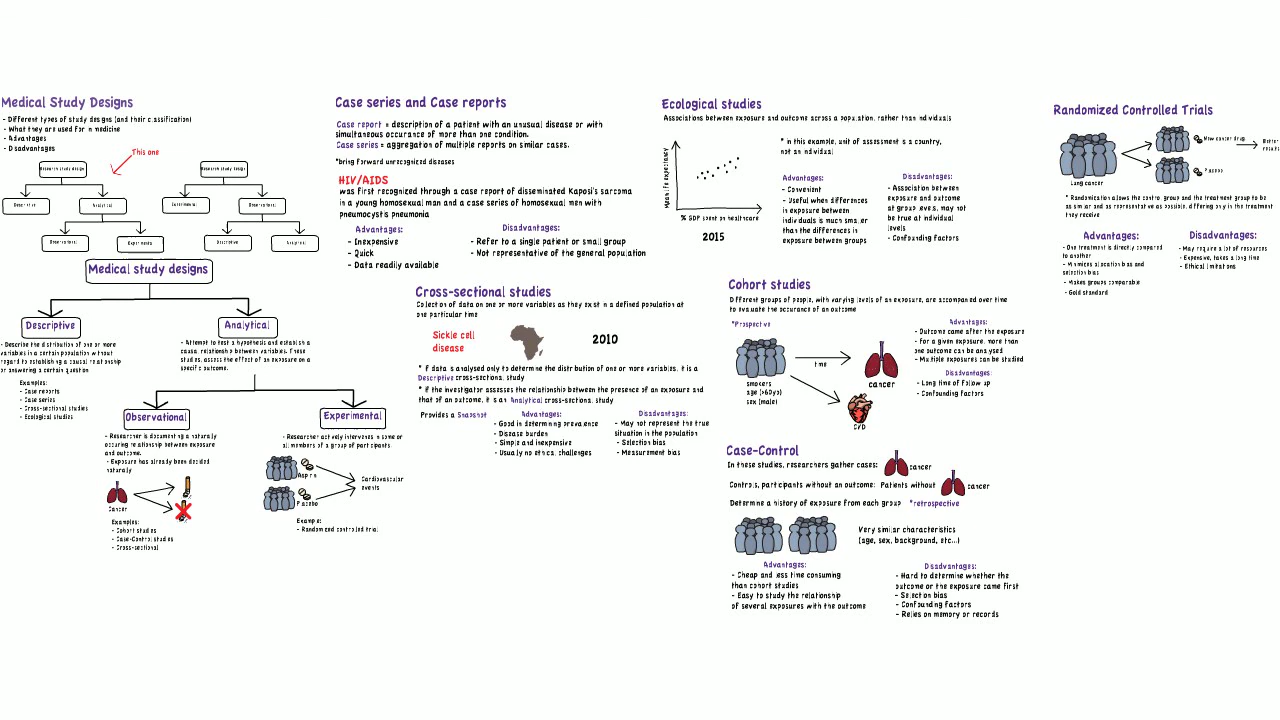 Medical Study Designs
- Different types of study designs (and their classification)
- What they are used for in medicine
- Advantages
- Disadvantages
This one
Research study design
Descriptive
Analytical
Observational
Experimental
Research study design
Experimental
Observational
Descriptive
Analytical
Medical study designs
Descriptive
- Describe the distribution of one or more
variables in a certain population without
regard to establishing a causal relationship
or answering a certain question
Examples:
- Case reports
- Case series
- Cross-sectional studies
- Ecological studies
Analytical
- Attempt to test a hypothesis and establish a
causal relationship between variables. These
studies, assess the effect of an exposure on a
specific outcome.
Observational
- Researcher is documenting a naturally
occuring relationship between exposure
and outcome.
- Exposure has already been decided
naturally
Cancer
Examples:
- Cohort studies
- Case-Control studies
- Cross-sectional
Experimental
- Researcher actively intervenes in some or
all members of a group of participants
Aspirin
Placebo
Cardiovascular
events
Example:
- Randomized controlled trial
Case series and Case reports
Case report = description of a patient with an unusual disease or with
simultaneous occurance of more than one condition.
Case series = aggregation of multiple reports on similar cases.
*bring forward unrecognized diseases
HIV/AIDS
was first recognized through a case report of disseminated Kaposi's sarcoma
in a young homosexual man and a case series of homosexual men with
pneumocystis pneumonia
Advantages:
- Inexpensive
- Quick
- Data readily available
Disadvantages:
- Refer to a single patient or small group
- Not representative of the general population
Cross-sectional studies
Collection of data on one or more variables as they exist in a defined population at
one particular time
Sickle cell
disease
2010
* If data is analysed only to determine the distribution of one or more variables, it is a
Descriptive cross-sectional study
* If the investigator assesses the relationship between the presence of an exposure and
that of an outcome, it is an Analytical cross-sectional study
Provides a Snapshot
Advantages:
- Good in determining prevalence
- Disease burden
- Simple and inexpensive
- Usually no ethical challenges
Disadvantages:
- May not represent the true
situation in the population
- Selection bias
- Measurement bias
Ecological studies
Associations between exposure and outcome across a population, rather than individuals
Mean life expectancy
% GDP spent on healthcare
2015
* in this example, unit of assessment is a country,
not an individual
Advantages:
- Convenient
- Useful when differences
in exposure between
individuals is much smaller
than the differences in
exposure between groups
Disadvantages:
- Association between
exposure and outcome
at group levels, may not
be true at individual
levels
- Confounding factors
Cohort studies
Different groups of people, with varying levels of an exposure, are accompanied over time
to evaluate the occurance of an outcome
*Prospective
smokers
age (>60yo)
sex (male)
time
cancer
CVD
Advantages:
- Outcome came after the exposure
- For a given exposure, more than
one outcome can be analysed
- Multiple exposures can be studied
Disadvantages:
- Long time of follow up
- Confounding factors
Case-Control
In these studies, researchers gather cases:
cancer
Controls, participants without an outcome: Patients without
cancer
Determine a history of exposure from each group *retrospective
Very similar characteristics
(age, sex, background, etc...)
Advantages:
- Cheap and less time consuming
than cohort studies
- Easy to study the relationship
of several exposures with the outcome
Disadvantages:
- Hard to determine whether the
outcome or the exposure came first
- Selection bias
- Confounding factors
- Relies on memory or records
Randomized Controlled Trials
Lung cancer
New cancer drug
Placebo
Better
* Randomization allows the control group and the treatment group to be
as similar and as representative as possible, differing only in the treatment
they receive
Advantages:
- One treatment is directly compared
to another
- Minimizes allocation bias and
selection bias
- Makes groups comparable
- Gold standard
Disadvantages:
- May require a lot of resources
- Expensive, takes a long time
- Ethical limitations